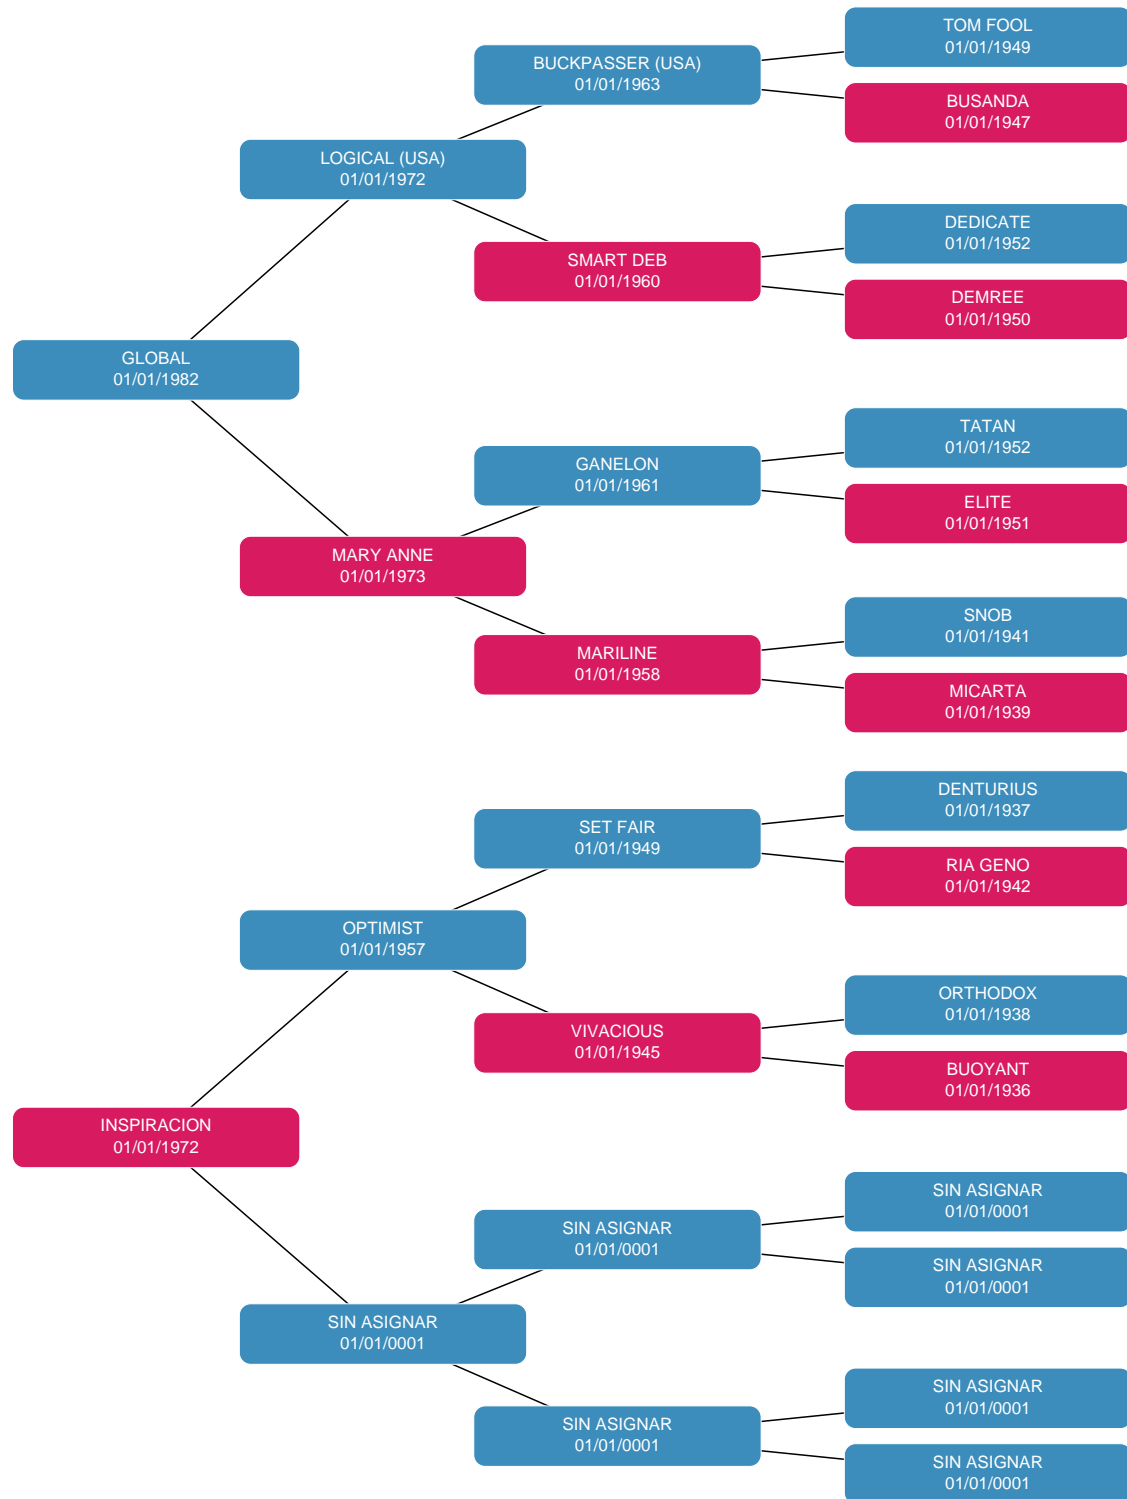 TOM FOOL
01/01/1949
BUCKPASSER (USA)
01/01/1963
BUSANDA
01/01/1947
LOGICAL (USA)
01/01/1972
DEDICATE
01/01/1952
SMART DEB
01/01/1960
DEMREE
01/01/1950
GLOBAL
01/01/1982
TATAN
01/01/1952
GANELON
01/01/1961
ELITE
01/01/1951
MARY ANNE
01/01/1973
SNOB
01/01/1941
MARILINE
01/01/1958
MICARTA
01/01/1939
DENTURIUS
01/01/1937
SET FAIR
01/01/1949
RIA GENO
01/01/1942
OPTIMIST
01/01/1957
ORTHODOX
01/01/1938
VIVACIOUS
01/01/1945
BUOYANT
01/01/1936
INSPIRACION
01/01/1972
SIN ASIGNAR
01/01/0001
SIN ASIGNAR
01/01/0001
SIN ASIGNAR
01/01/0001
SIN ASIGNAR
01/01/0001
SIN ASIGNAR
01/01/0001
SIN ASIGNAR
01/01/0001
SIN ASIGNAR
01/01/0001